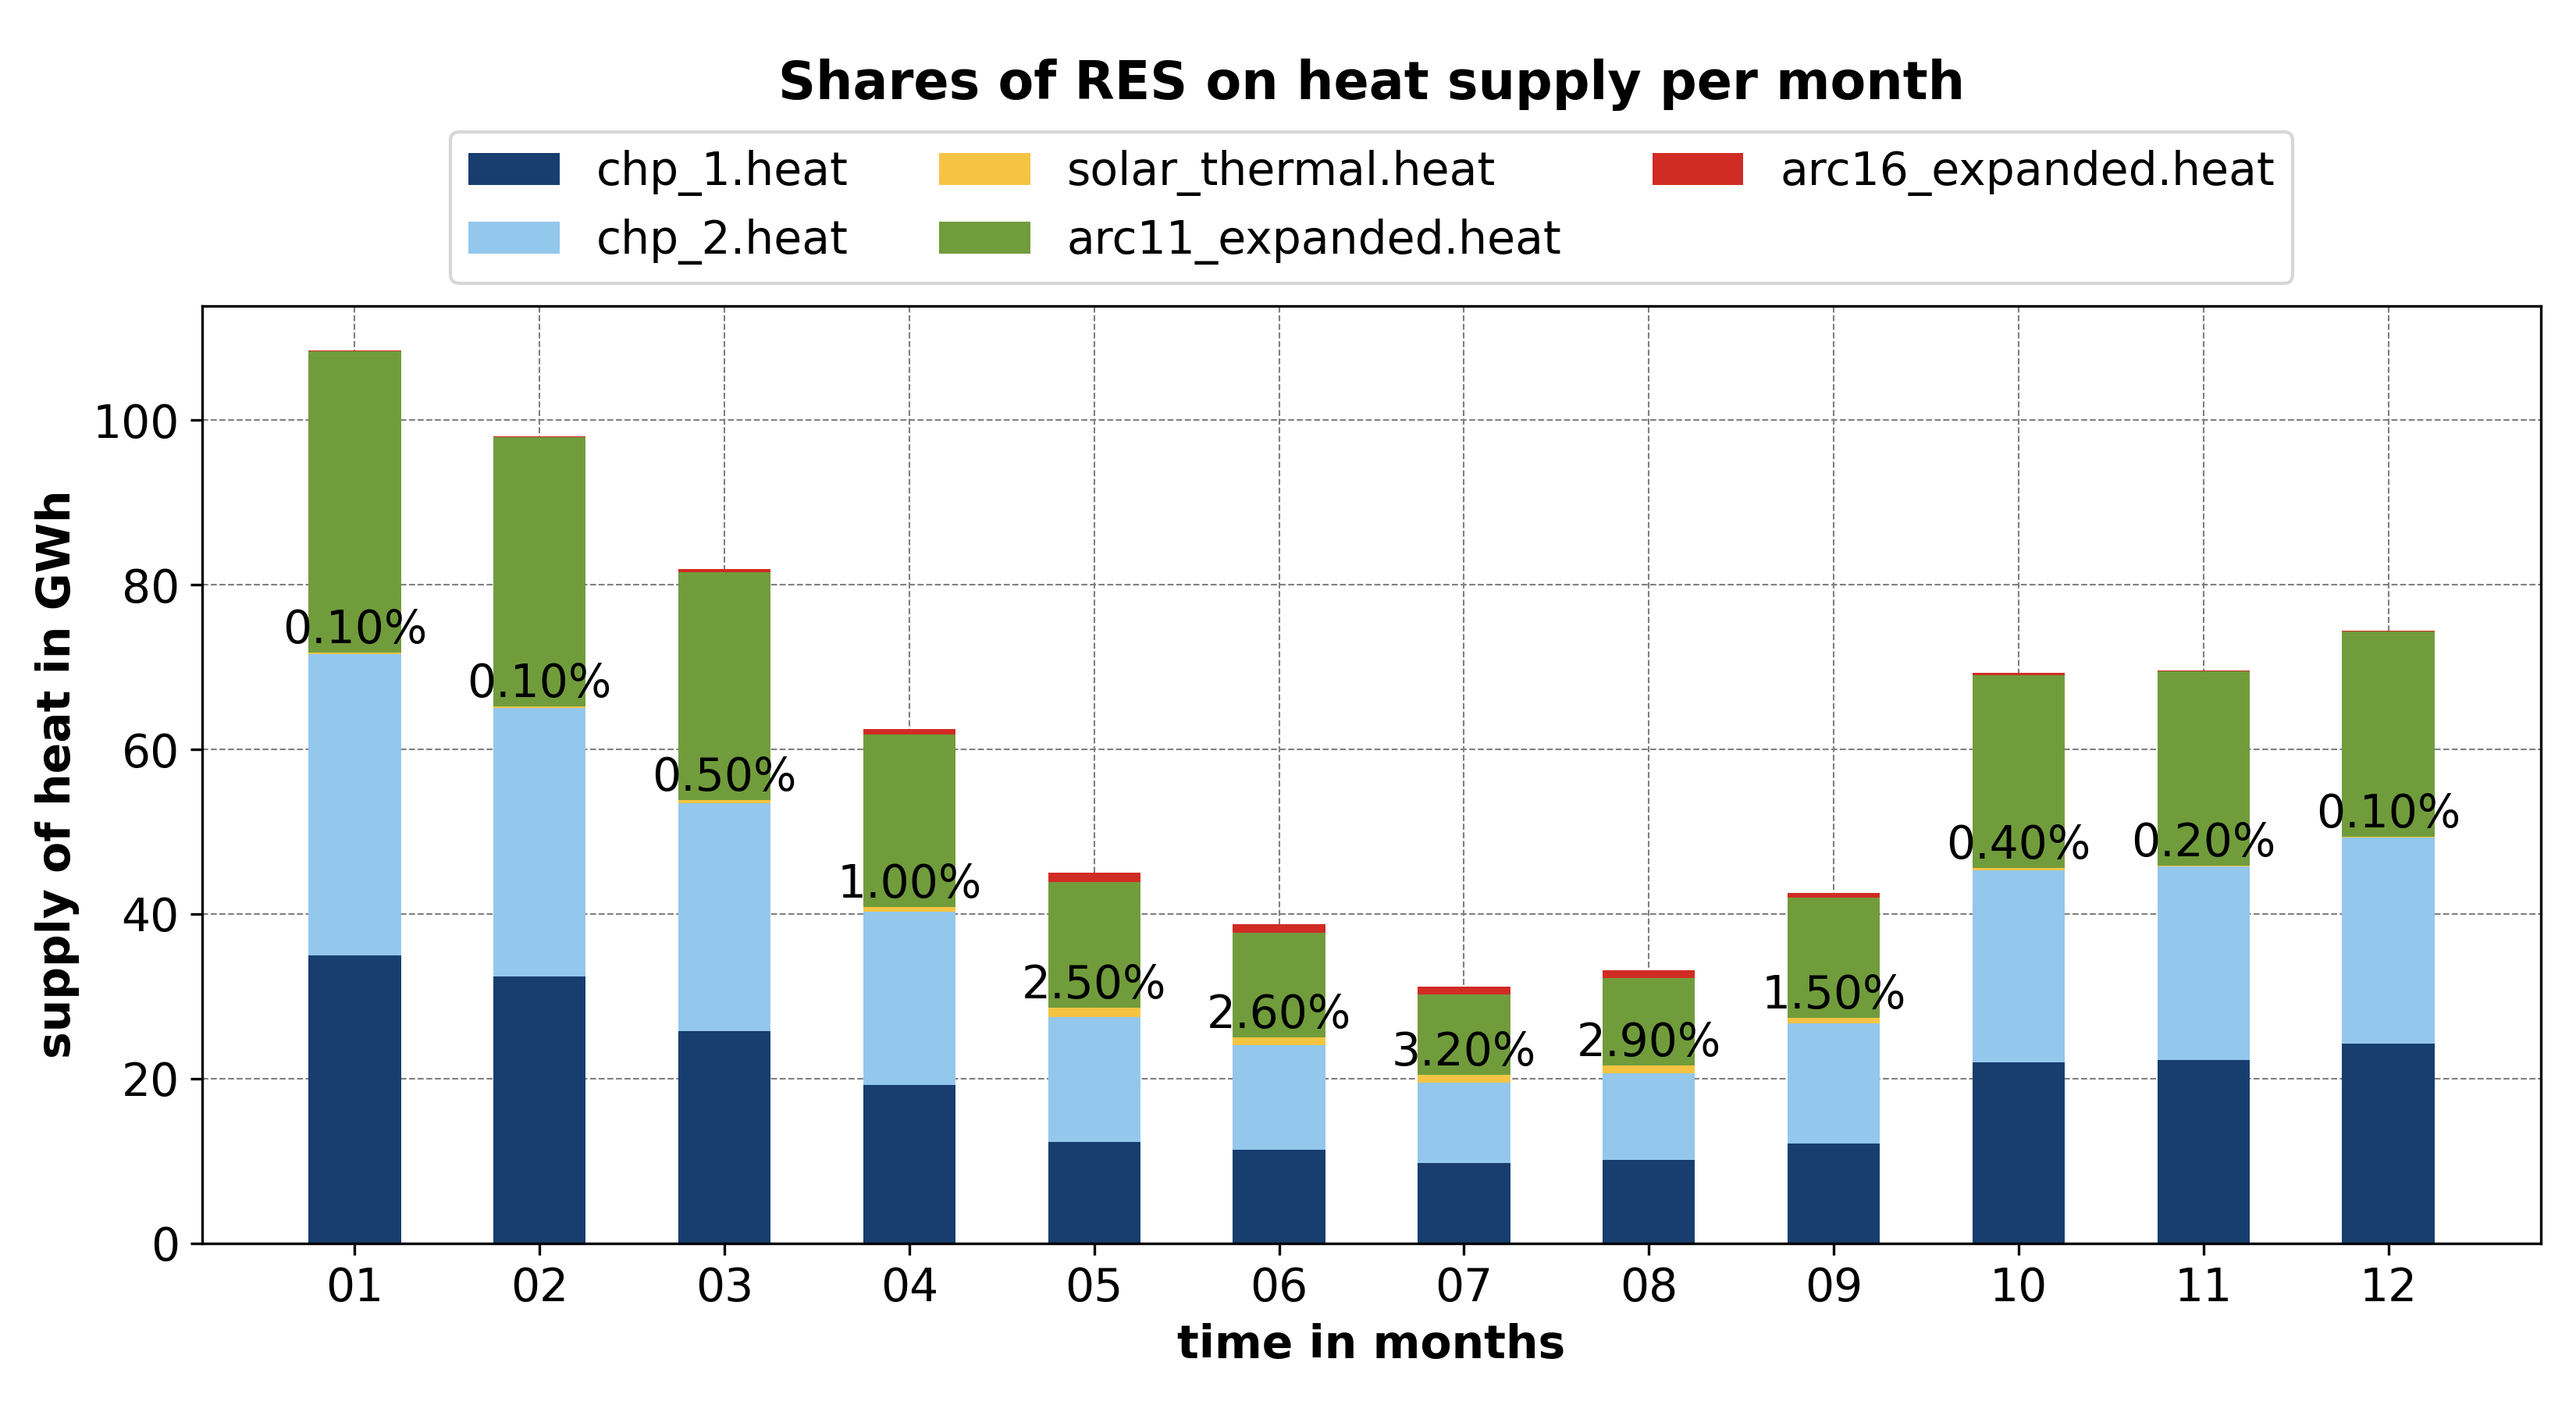 Shares of RES on heat supply per month
chp_1.heat
chp_2.heat
solar_thermal.heat
arc11_expanded.heat
arc16_expanded.heat
supply of heat in GWh
100
80
60
40
20
0
0.10%
0.10%
0.50%
1.00%
2.50%
2.60%
3.20%
2.90%
1.50%
0.40%
0.20%
0.10%
01 02 03 04 05 06 07 08 09 10 11 12
time in months